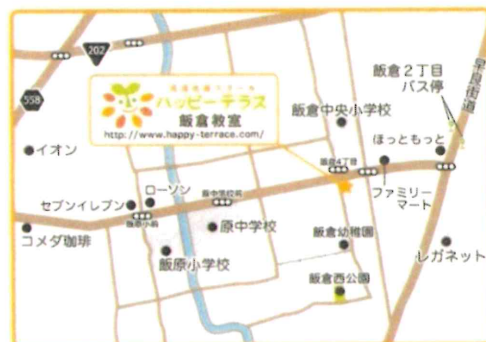 202
558
ハッピーテラス
飯倉教室
http://www.happy-terrace.com/
早良街道
飯倉2丁目
バス停
飯倉中央小学校
ほっともっと
イオン
飯倉4丁目
ファミリー
マート
ローソン
セブンイレブン
原中学校前
飯原小前
コメダ珈琲
原中学校
飯原小学校
飯倉幼稚園
レガネット
飯倉西公園